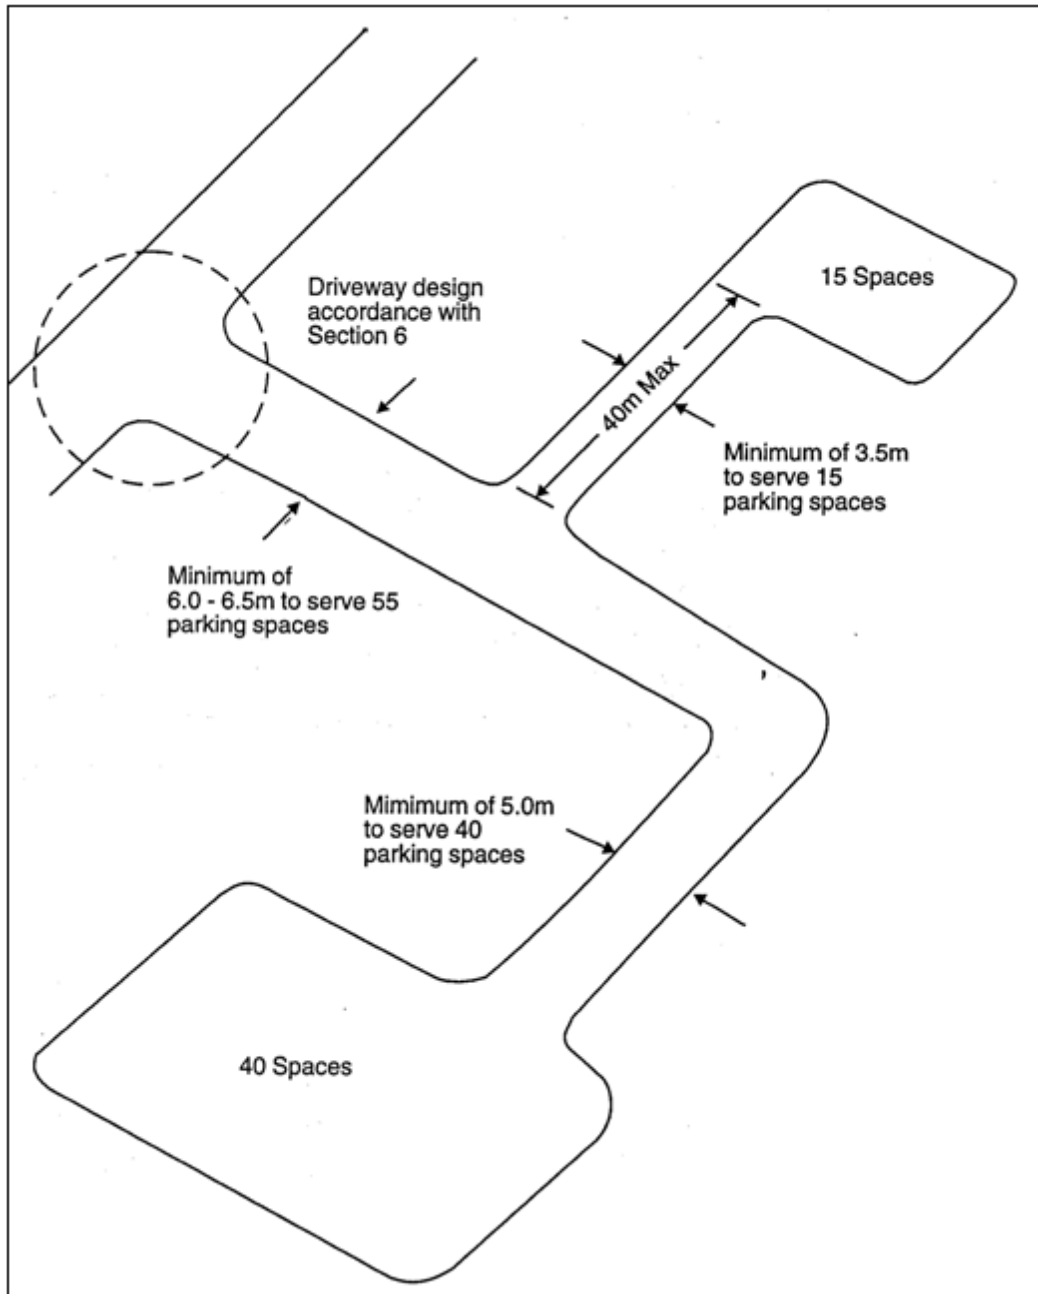 Driveway design
accordance with
Section 6
15 Spaces
40m Max
Minimum of 3.5m
to serve 15
parking spaces
Minimum of
6.0 - 6.5m to serve 55
parking spaces
Mimimum of 5.0m
to serve 40
parking spaces
40 Spaces